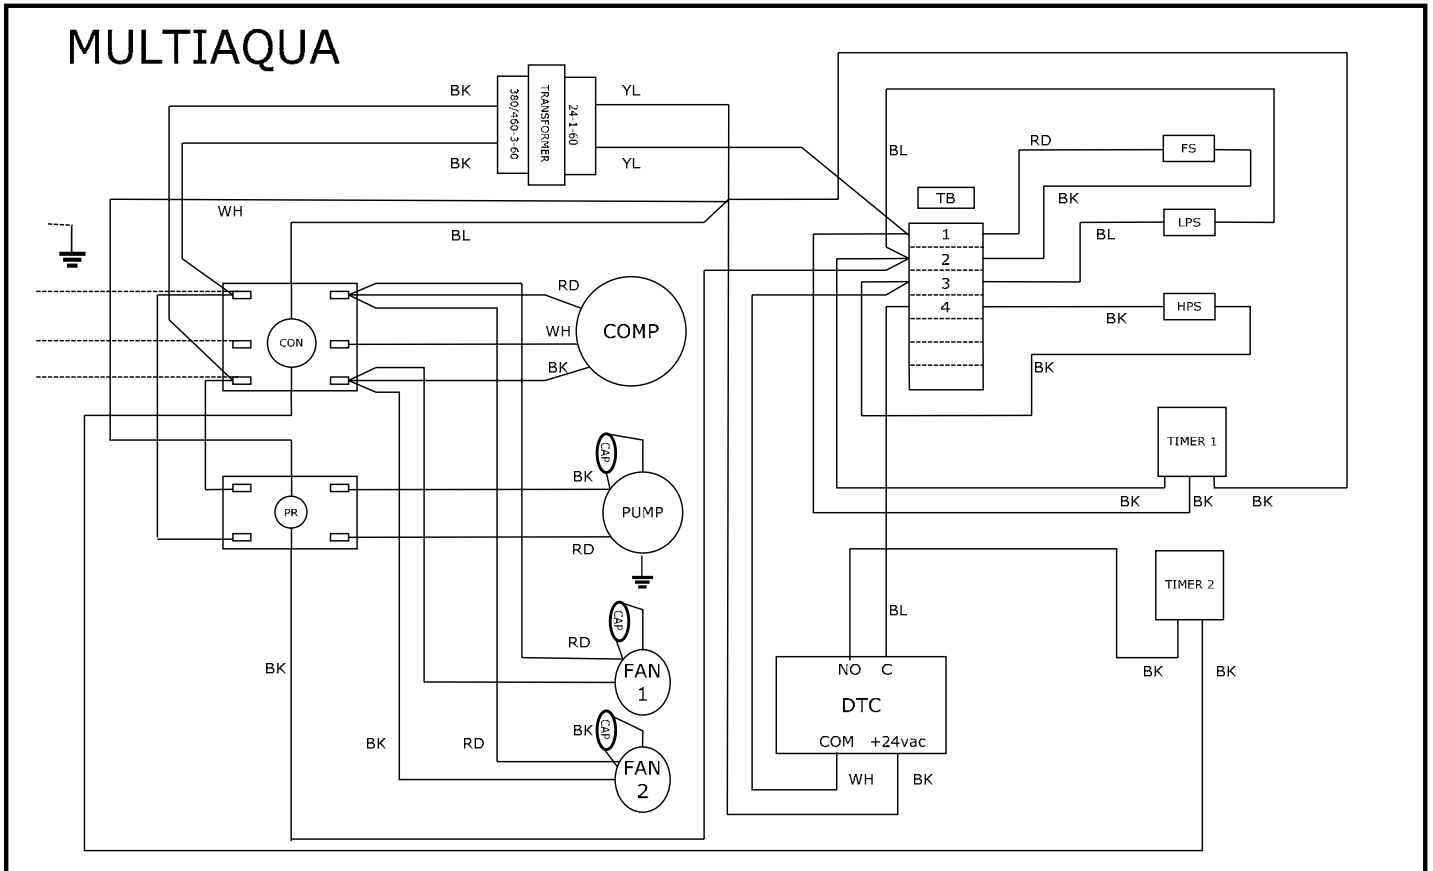 MULTIAQUA
BK
380/460-3-60
TRANSFORMER
24-1-60
YL
BK
YL
WH
BL
BL
RD
FS
BK
TB
LPS
BL
1
2
3
4
HPS
BK
BK
RD
CON
WH
COMP
BK
TIMER 1
BK
BK
BK
CAP
BK
PR
PUMP
RD
TIMER 2
CAP
BL
RD
BK
FAN
1
NO
C
BK
BK
DTC
CAP
BK
BK
RD
COM
+24vac
FAN
2
WH
BK